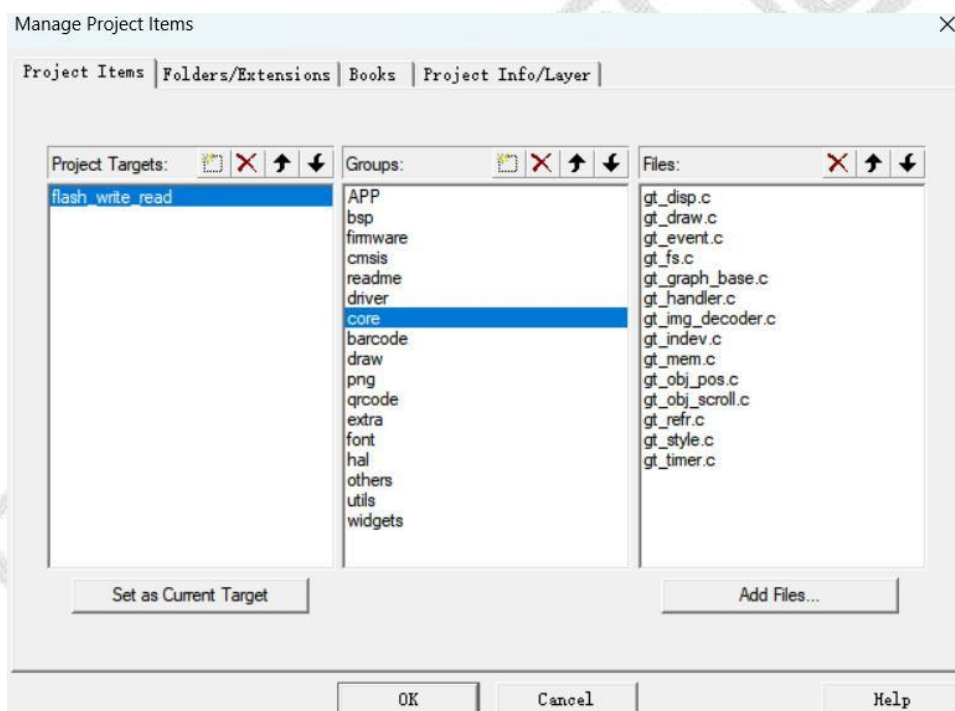 Manage Project Items
Project Items Folders/Extensions Books Project Info/Layer
Project Targets:
flash_write_read
Set as Current Target
Groups:
APP
bsp
firmware
cmsis
readme
driver
core
barcode
draw
png
qrcode
extra
font
hal
others
utils
widgets
Files:
gt_disp.c
gt_draw.c
gt_event.c
gt_fs.c
gt_graph_base.c
gt_handler.c
gt_img_decoder.c
gt_indev.c
gt_mem.c
gt_obj_pos.c
gt_obj_scroll.c
gt_refr.c
gt_style.c
gt_timer.c
Add Files...
OK Cancel Help